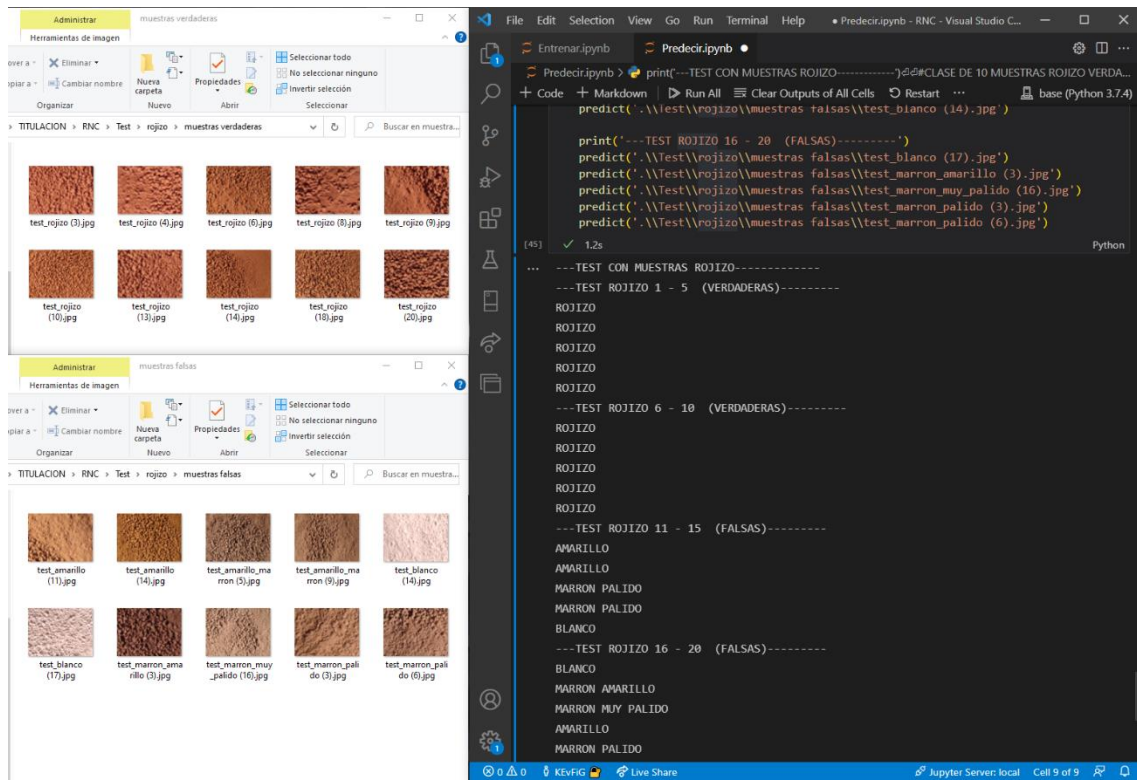 Administrar
muestras verdaderas
Herramientas de imagen
over a
Eliminar
opiar a
Cambiar nombre
Nueva carpeta
Propiedades
Seleccionar todo
No seleccionar ninguno
Invertir selección
Organizar
Nuevo
Abrir
Seleccionar
TITULACION > RNC > Test > rojizo > muestras verdaderas
Buscar en muestra...
test_rojizo (3).jpg
test_rojizo (4).jpg
test_rojizo (6).jpg
test_rojizo (8).jpg
test_rojizo (9).jpg
test_rojizo (10).jpg
test_rojizo (13).jpg
test_rojizo (14).jpg
test_rojizo (18).jpg
test_rojizo (20).jpg
Administrar
muestras falsas
Herramientas de imagen
over a
Eliminar
opiar a
Cambiar nombre
Nueva carpeta
Propiedades
Seleccionar todo
No seleccionar ninguno
Invertir selección
Organizar
Nuevo
Abrir
Seleccionar
TITULACION > RNC > Test > rojizo > muestras falsas
Buscar en muestra...
test_amarillo (11).jpg
test_amarillo (14).jpg
test_amarillo_marron (5).jpg
test_amarillo_marron (9).jpg
test_blanco (14).jpg
test_blanco (17).jpg
test_marron_amarillo (3).jpg
test_marron_muy_palido (16).jpg
test_marron_palido (3).jpg
test_marron_palido (6).jpg
File Edit Selection View Go Run Terminal Help ● Predecir.ipynb - RNC - Visual Studio C...
Entrenar.ipynb
Predecir.ipynb ●
Predecir.ipynb > print('---TEST CON MUESTRAS ROJIZO-------------')#CLASE DE 10 MUESTRAS ROJIZO VERDA...
+ Code + Markdown Run All Clear Outputs of All Cells Restart ... base (Python 3.7.4)
predict('.\\Test\\rojizo\\muestras falsas\\test_blanco (14).jpg')
print('---TEST ROJIZO 16 - 20 (FALSAS)---------')
predict('.\\Test\\rojizo\\muestras falsas\\test_blanco (17).jpg')
predict('.\\Test\\rojizo\\muestras falsas\\test_marron_amarillo (3).jpg')
predict('.\\Test\\rojizo\\muestras falsas\\test_marron_muy_palido (16).jpg')
predict('.\\Test\\rojizo\\muestras falsas\\test_marron_palido (3).jpg')
predict('.\\Test\\rojizo\\muestras falsas\\test_marron_palido (6).jpg')
[45] ✓ 1.2s Python
---TEST CON MUESTRAS ROJIZO-------------
---TEST ROJIZO 1 - 5 (VERDADERAS)---------
ROJIZO
ROJIZO
ROJIZO
ROJIZO
ROJIZO
---TEST ROJIZO 6 - 10 (VERDADERAS)---------
ROJIZO
ROJIZO
ROJIZO
ROJIZO
ROJIZO
---TEST ROJIZO 11 - 15 (FALSAS)---------
AMARILLO
AMARILLO
MARRON PALIDO
MARRON PALIDO
BLANCO
---TEST ROJIZO 16 - 20 (FALSAS)---------
BLANCO
MARRON AMARILLO
MARRON MUY PALIDO
AMARILLO
MARRON PALIDO
0 0 KEvFiG Live Share Jupyter Server: local Cell 9 of 9